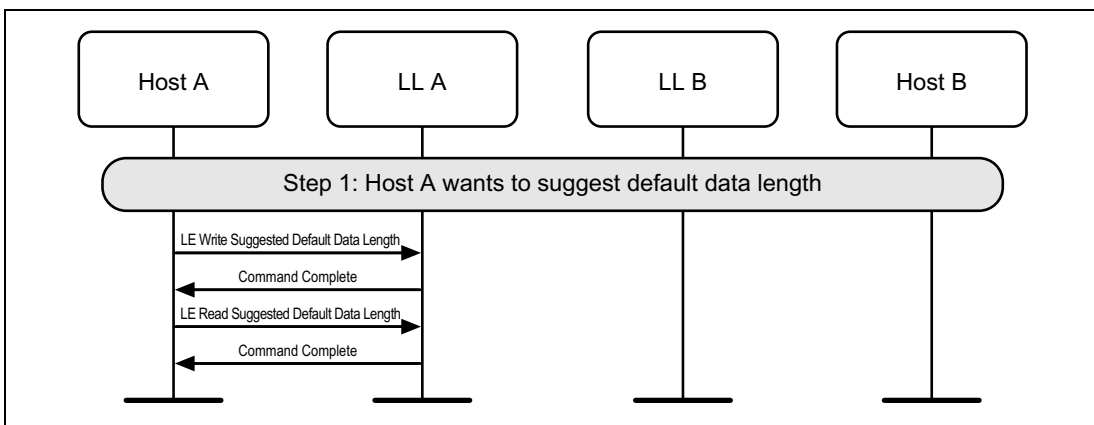 Host A
LL A
LL B
Host B
Step 1: Host A wants to suggest default data length
LE Write Suggested Default Data Length
Command Complete
LE Read Suggested Default Data Length
Command Complete